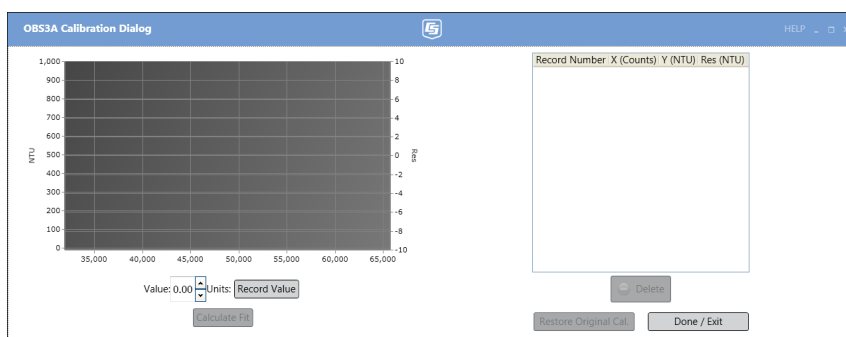 OBS3A Calibration Dialog
HELP
1,000
900
800
700
600
500
400
300
200
100
0
NTU
10
8
6
4
2
0
-2
-4
-6
-8
-10
Res
35,000 40,000 45,000 50,000 55,000 60,000 65,000
Value: 0.00 Units: Record Value
Calculate Fit
Record Number X (Counts) Y (NTU) Res (NTU)
Delete
Restore Original Cal. Done / Exit